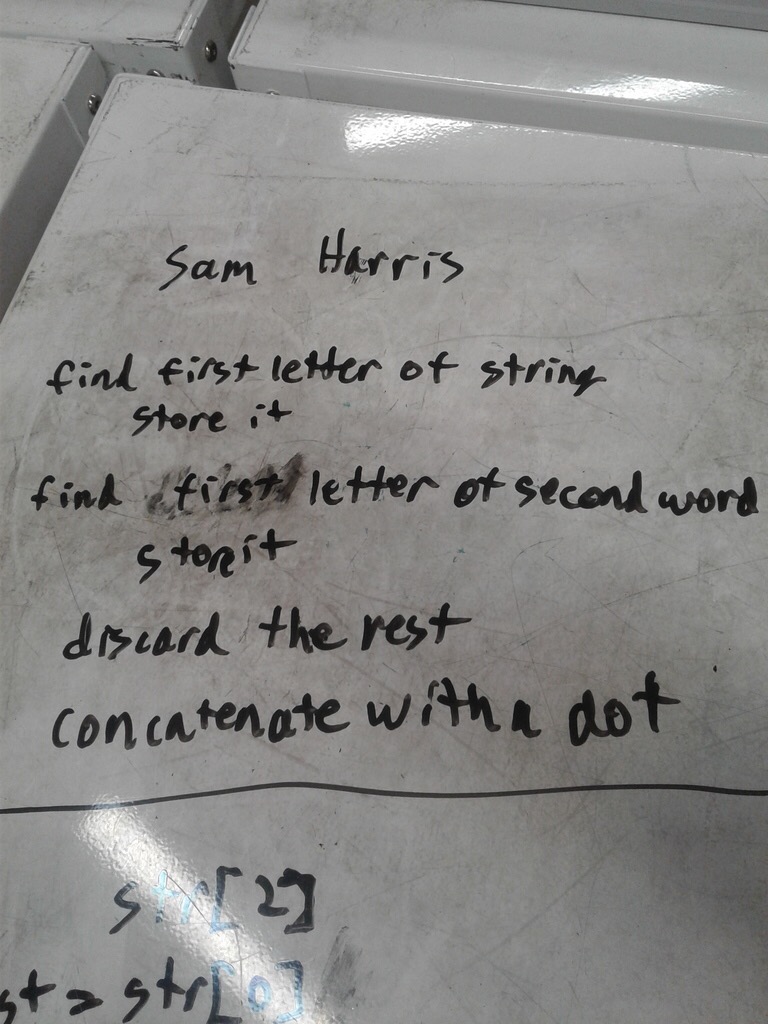 Sam Harris
find first letter of string
store it
find first letter of second word
store it
discard the rest
concatenate with a dot
str[2]
st = str[0]